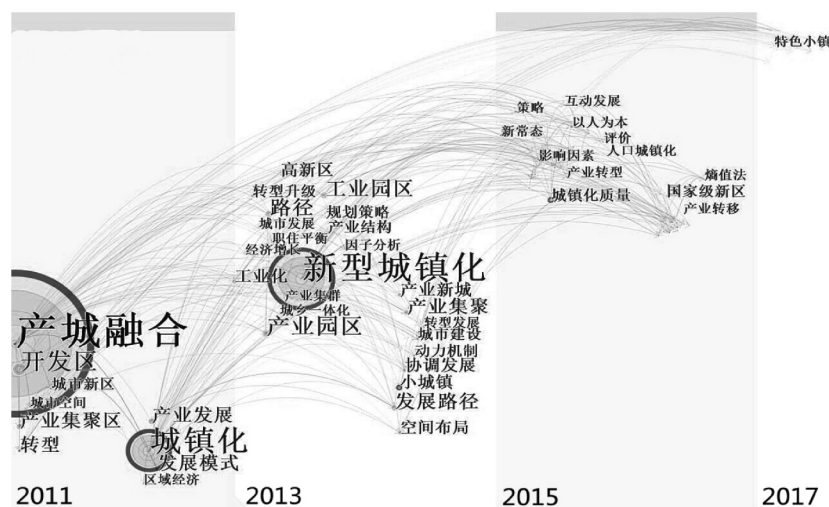 特色小镇
策略
互动发展
新常态
以人为本
评价
影响因素
人口城镇化
产业转型
熵值法
国家级新区
城镇化质量
产业转移
高新区
转型升级
工业园区
路径
规划策略
城市发展
产业结构
职住平衡
因子分析
经济增长
新型城镇化
工业化
产业集群
产业新城
城乡一体化
产业集聚
产业园区
转型发展
城市建设
动力机制
协调发展
小城镇
发展路径
空间布局
产城融合
开发区
城市新区
城市空间
产业集聚区
转型
产业发展
城镇化
发展模式
区域经济
2011
2013
2015
2017